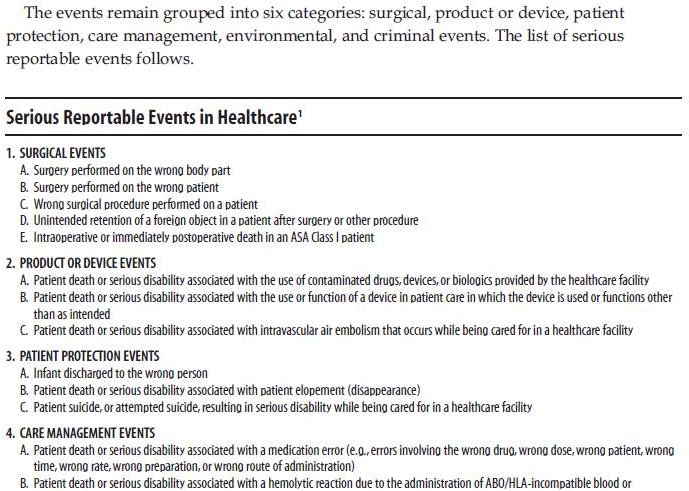 The events remain grouped into six categories: surgical, product or device, patient
protection, care management, environmental, and criminal events. The list of serious
reportable events follows.
Serious Reportable Events in Healthcare¹
1. SURGICAL EVENTS
A. Surgery performed on the wrong body part
B. Surgery performed on the wrong patient
C. Wrong surgical procedure performed on a patient
D. Unintended retention of a foreign object in a patient after surgery or other procedure
E. Intraoperative or immediately postoperative death in an ASA Class I patient
2. PRODUCT OR DEVICE EVENTS
A. Patient death or serious disability associated with the use of contaminated drugs, devices, or biologics provided by the healthcare facility
B. Patient death or serious disability associated with the use or function of a device in patient care in which the device is used or functions other
than as intended
C. Patient death or serious disability associated with intravascular air embolism that occurs while being cared for in a healthcare facility
3. PATIENT PROTECTION EVENTS
A. Infant discharged to the wrong person
B. Patient death or serious disability associated with patient elopement (disappearance)
C. Patient suicide, or attempted suicide, resulting in serious disability while being cared for in a healthcare facility
4. CARE MANAGEMENT EVENTS
A. Patient death or serious disability associated with a medication error (e.g., errors involving the wrong drug, wrong dose, wrong patient, wrong
time, wrong rate, wrong preparation, or wrong route of administration)
B. Patient death or serious disability associated with a hemolytic reaction due to the administration of ABO/HLA-incompatible blood or